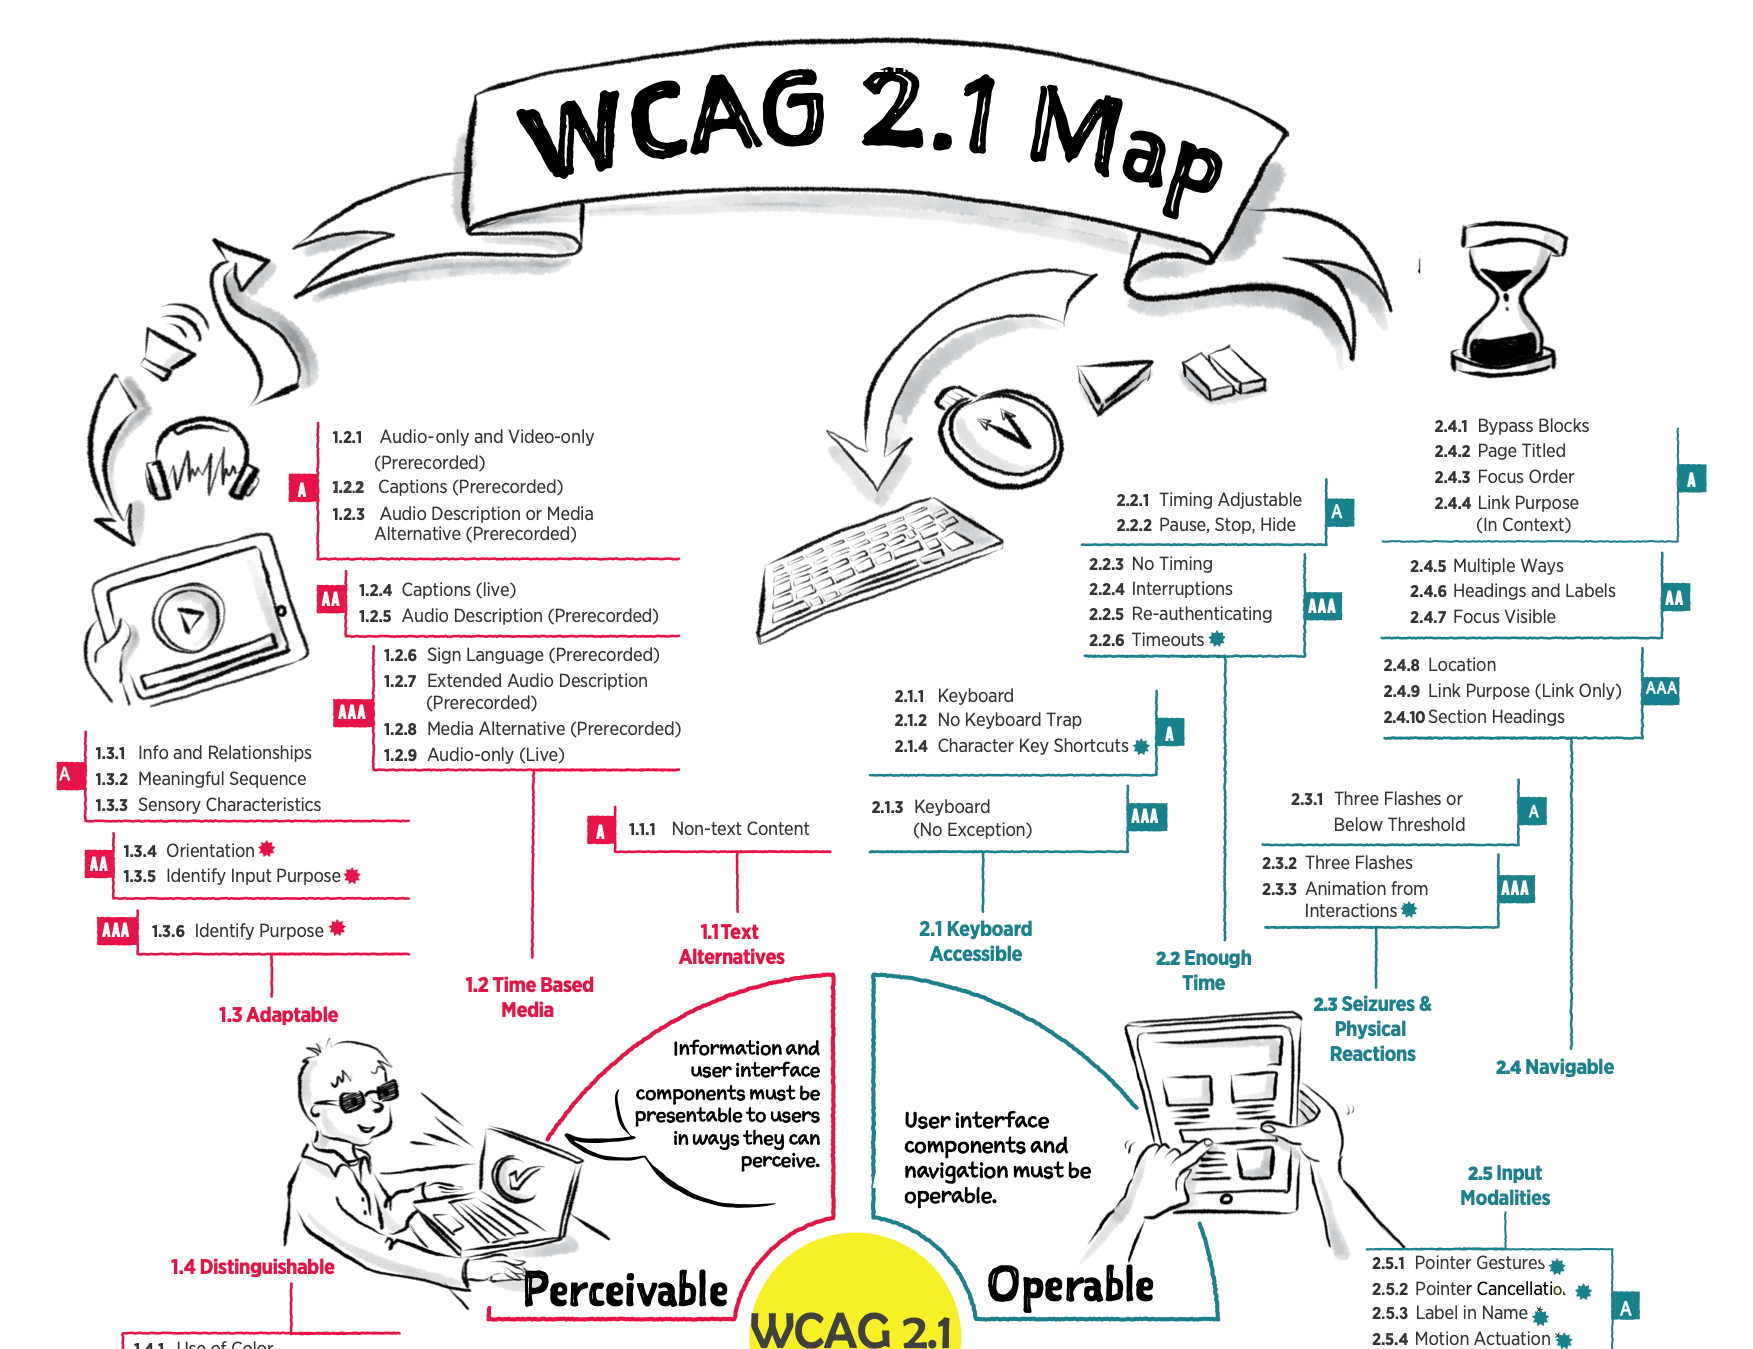 WCAG 2.1 Map
1.2.1 Audio-only and Video-only
(Prerecorded)
A
1.2.2 Captions (Prerecorded)
1.2.3 Audio Description or Media
Alternative (Prerecorded)
AA
1.2.4 Captions (live)
1.2.5 Audio Description (Prerecorded)
AAA
1.2.6 Sign Language (Prerecorded)
1.2.7 Extended Audio Description
(Prerecorded)
1.2.8 Media Alternative (Prerecorded)
1.2.9 Audio-only (Live)
1.2 Time Based
Media
A
1.3.1 Info and Relationships
1.3.2 Meaningful Sequence
1.3.3 Sensory Characteristics
AA
1.3.4 Orientation
1.3.5 Identify Input Purpose
AAA
1.3.6 Identify Purpose
1.3 Adaptable
A
1.1.1 Non-text Content
1.1 Text
Alternatives
2.1.1 Keyboard
2.1.2 No Keyboard Trap
2.1.4 Character Key Shortcuts
A
2.1.3 Keyboard
(No Exception)
AAA
2.1 Keyboard
Accessible
2.2.1 Timing Adjustable
2.2.2 Pause, Stop, Hide
A
2.2.3 No Timing
2.2.4 Interruptions
2.2.5 Re-authenticating
2.2.6 Timeouts
AAA
2.2 Enough
Time
2.4.1 Bypass Blocks
2.4.2 Page Titled
2.4.3 Focus Order
2.4.4 Link Purpose
(In Context)
A
2.4.5 Multiple Ways
2.4.6 Headings and Labels
2.4.7 Focus Visible
AA
2.4.8 Location
2.4.9 Link Purpose (Link Only)
2.4.10 Section Headings
AAA
2.3.1 Three Flashes or
Below Threshold
A
2.3.2 Three Flashes
2.3.3 Animation from
Interactions
AAA
2.3 Seizures &
Physical
Reactions
2.4 Navigable
Information and
user interface
components must be
presentable to users
in ways they can
perceive.
User interface
components and
navigation must be
operable.
2.5 Input
Modalities
2.5.1 Pointer Gestures
2.5.2 Pointer Cancellatio
2.5.3 Label in Name
2.5.4 Motion Actuation
A
1.4 Distinguishable
Perceivable
Operable
WCAG 2.1
1.4.1 Use of Color